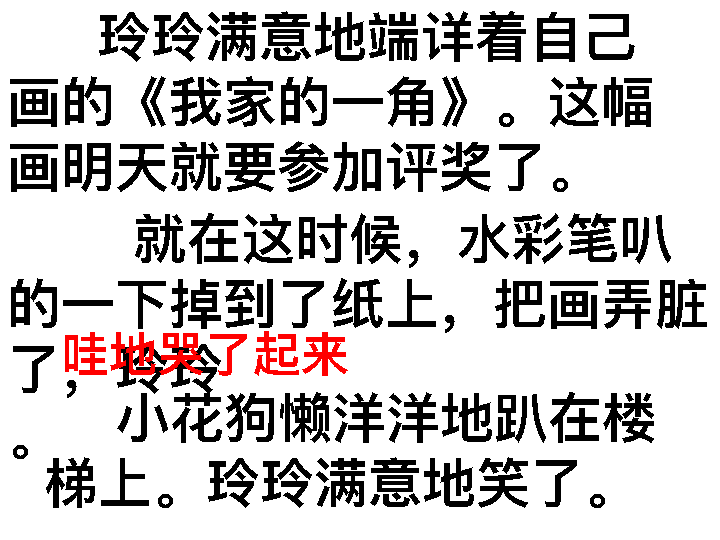 玲玲满意地端详着自己
画的《我家的一角》。这幅
画明天就要参加评奖了。
就在这时候，水彩笔叭
的一下掉到了纸上，把画弄脏
了，玲玲
哇地哭了起来
。
小花狗懒洋洋地趴在楼
梯上。玲玲满意地笑了。